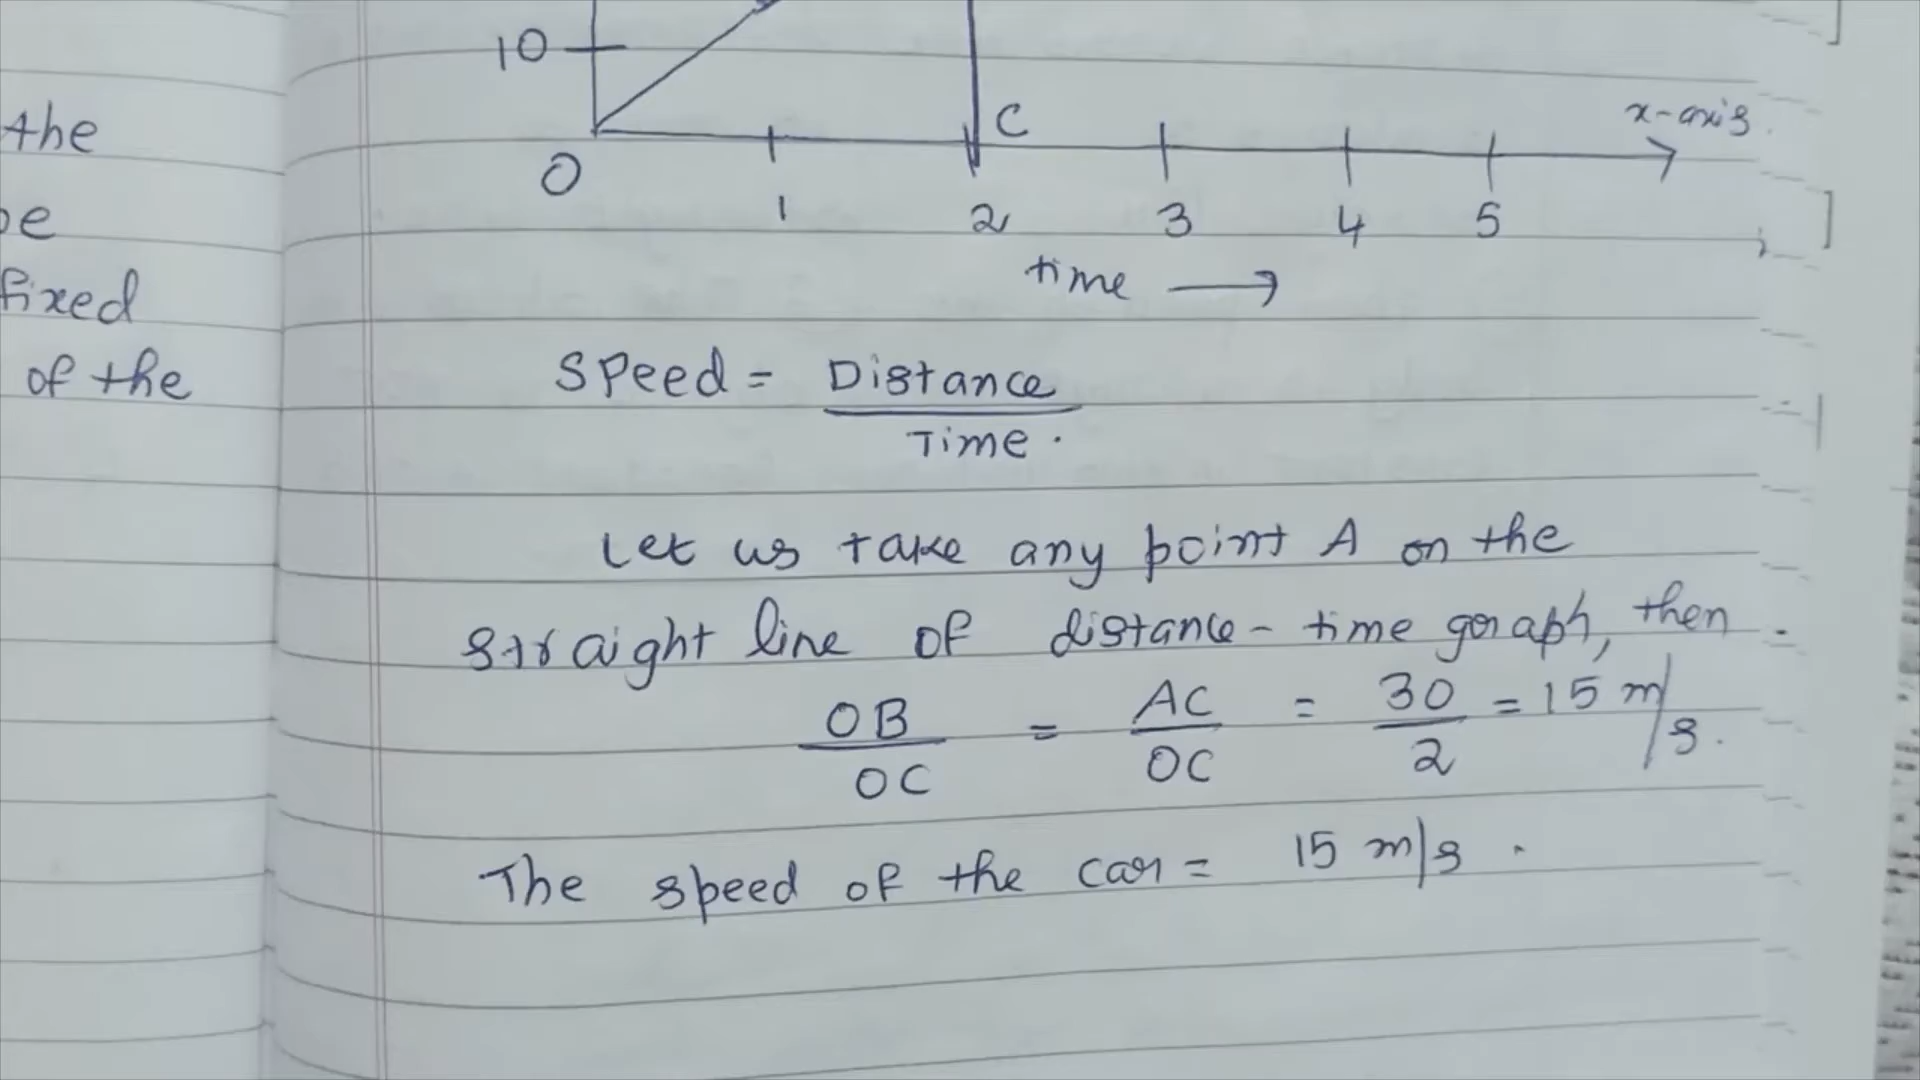 the
be
fixed
of the
10
C
x-axis
O
1 2 3 4 5
time →
Speed = Distance
Time.
Let us take any point A on the
straight line of distance - time graph, then
OB = AC = 30 = 15 m/s.
OC OC 2
The speed of the car = 15 m/s.